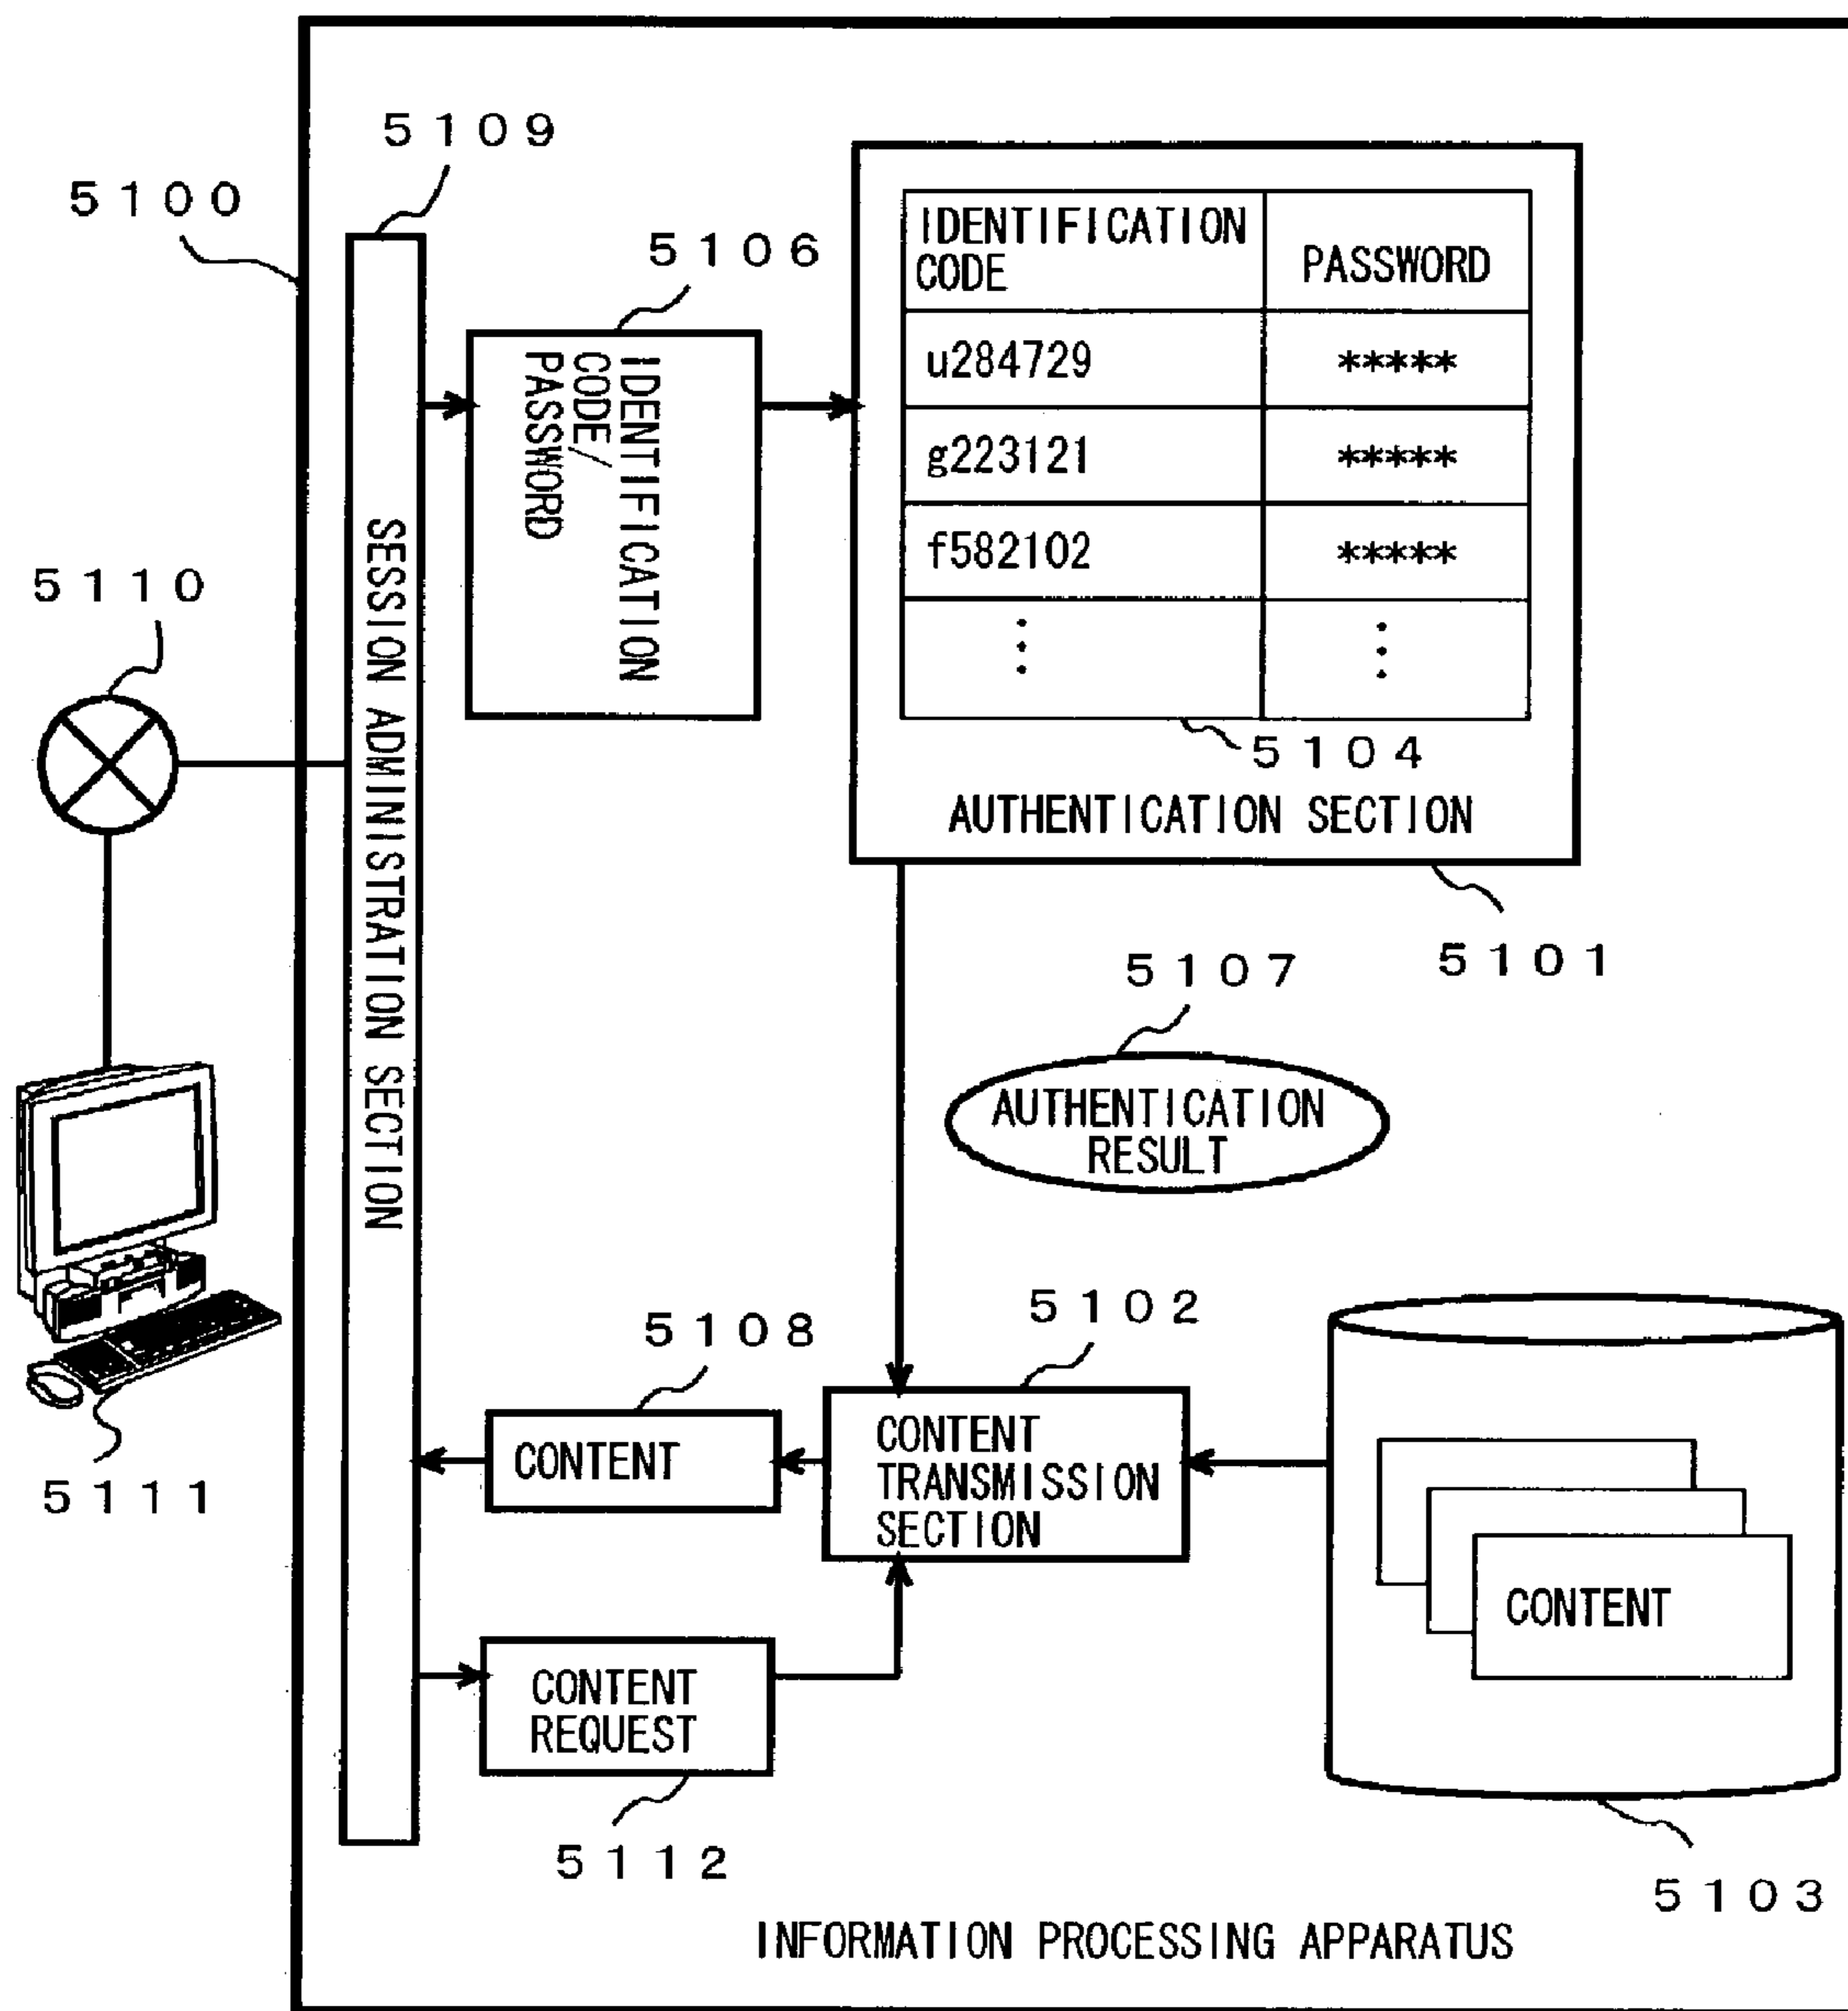 5109
5100
5106
IDENTIFICATION
CODE/
PASSWORD
IDENTIFICATION
CODE
PASSWORD
u284729
*****
g223121
*****
f582102
*****
⋮
⋮
5104
AUTHENTICATION SECTION
5101
5110
SESSION ADMINISTRATION SECTION
5107
AUTHENTICATION
RESULT
5111
5108
CONTENT
5102
CONTENT
TRANSMISSION
SECTION
CONTENT
5103
CONTENT
REQUEST
5112
INFORMATION PROCESSING APPARATUS